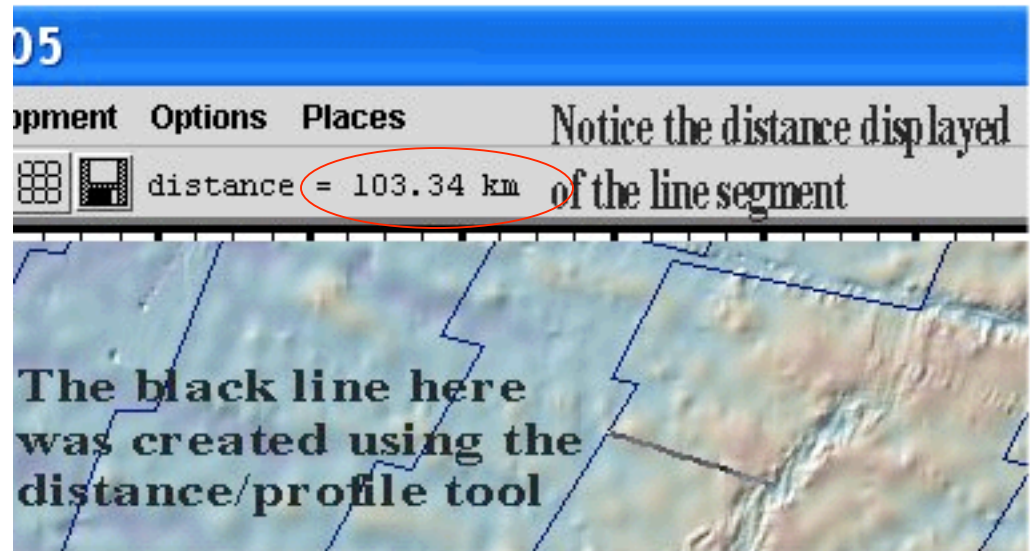 05
opment Options Places
distance = 103.34 km
Notice the distance displayed
of the line segment
The black line here
was created using the
distance/profile tool